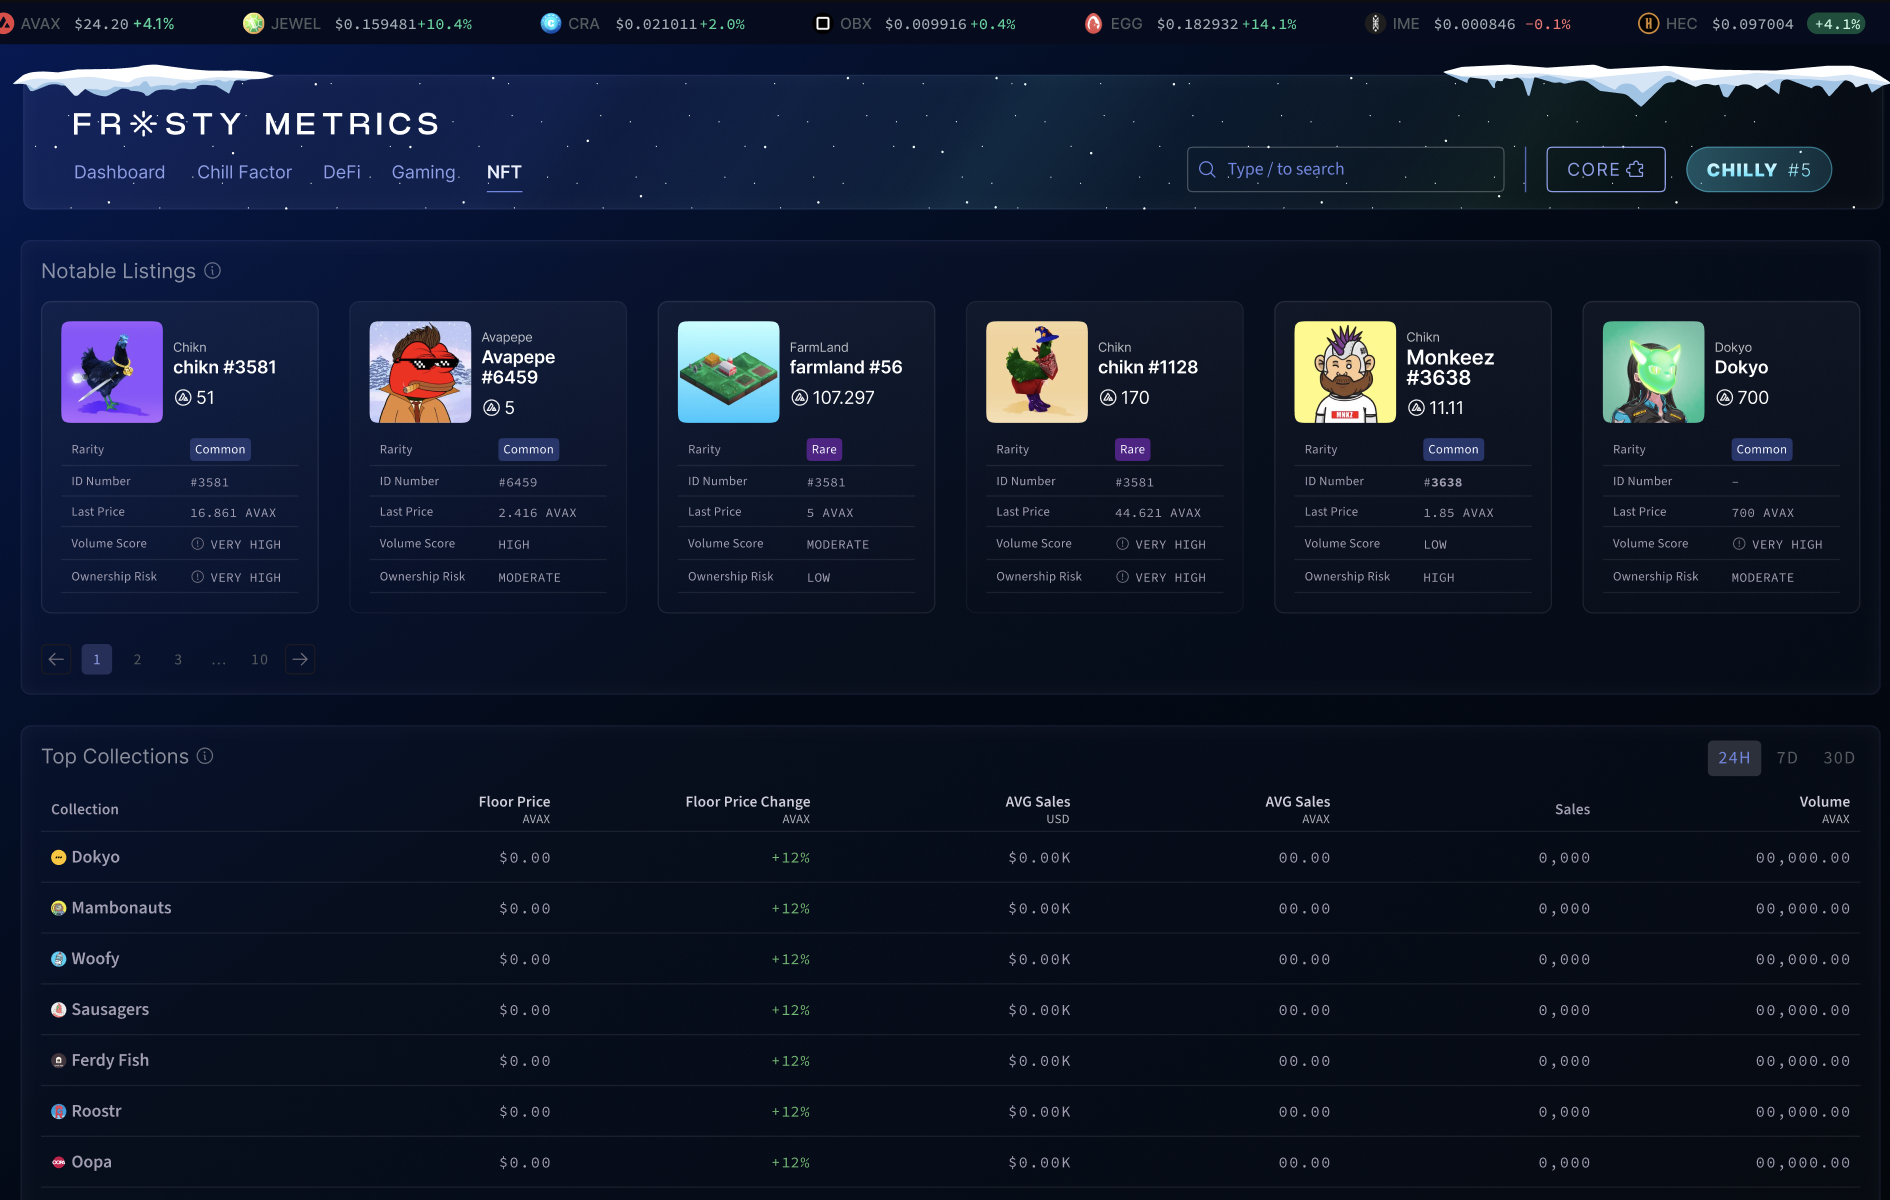 AVAX $24.20 +4.1% JEWEL $0.159481 +10.4% CRA $0.021011 +2.0% OBX $0.009916 +0.4% EGG $0.182932 +14.1% IME $0.000846 -0.1% HEC $0.097004 +4.1%
FROSTY METRICS
Dashboard Chill Factor DeFi Gaming NFT
Type / to search
CORE
CHILLY #5
Notable Listings
Chikn
chikn #3581
51
Rarity Common
ID Number #3581
Last Price 16.861 AVAX
Volume Score VERY HIGH
Ownership Risk VERY HIGH
Avapepe
Avapepe
#6459
5
Rarity Common
ID Number #6459
Last Price 2.416 AVAX
Volume Score HIGH
Ownership Risk MODERATE
FarmLand
farmland #56
107.297
Rarity Rare
ID Number #3581
Last Price 5 AVAX
Volume Score MODERATE
Ownership Risk LOW
Chikn
chikn #1128
170
Rarity Rare
ID Number #3581
Last Price 44.621 AVAX
Volume Score VERY HIGH
Ownership Risk VERY HIGH
MNKZ
Chikn
Monkeez
#3638
11.11
Rarity Common
ID Number #3638
Last Price 1.85 AVAX
Volume Score LOW
Ownership Risk HIGH
Dokyo
Dokyo
700
Rarity Common
ID Number –
Last Price 700 AVAX
Volume Score VERY HIGH
Ownership Risk MODERATE
1 2 3 ... 10
Top Collections
24H 7D 30D
Collection Floor Price Floor Price Change AVG Sales AVG Sales Sales Volume
AVAX AVAX USD AVAX AVAX
Dokyo $0.00 +12% $0.00K 00.00 0,000 00,000.00
Mambonauts $0.00 +12% $0.00K 00.00 0,000 00,000.00
Woofy $0.00 +12% $0.00K 00.00 0,000 00,000.00
Sausagers $0.00 +12% $0.00K 00.00 0,000 00,000.00
Ferdy Fish $0.00 +12% $0.00K 00.00 0,000 00,000.00
Roostr $0.00 +12% $0.00K 00.00 0,000 00,000.00
Oopa $0.00 +12% $0.00K 00.00 0,000 00,000.00